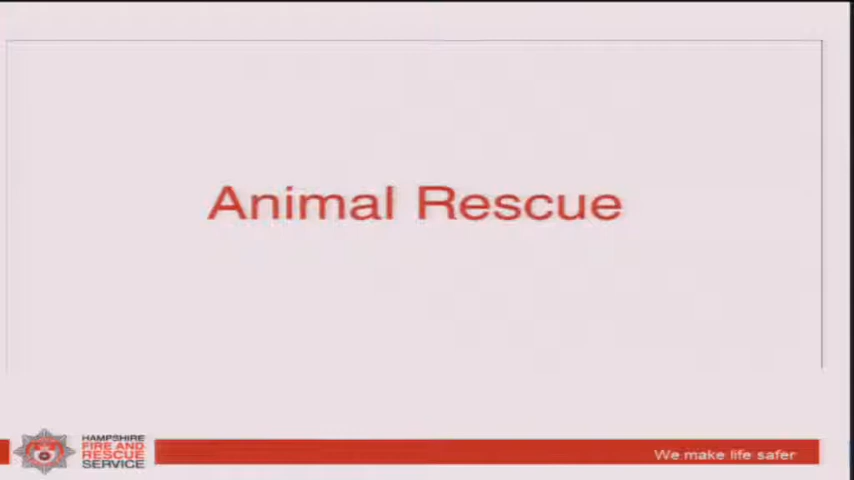 Animal Rescue
HAMPSHIRE
FIRE AND
RESCUE
SERVICE
We make life safer